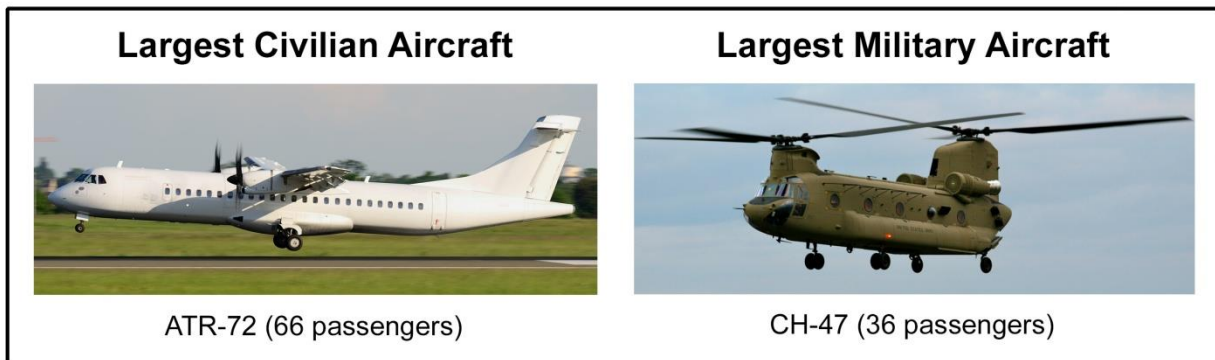 Largest Civilian Aircraft
Largest Military Aircraft
ATR-72 (66 passengers)
CH-47 (36 passengers)